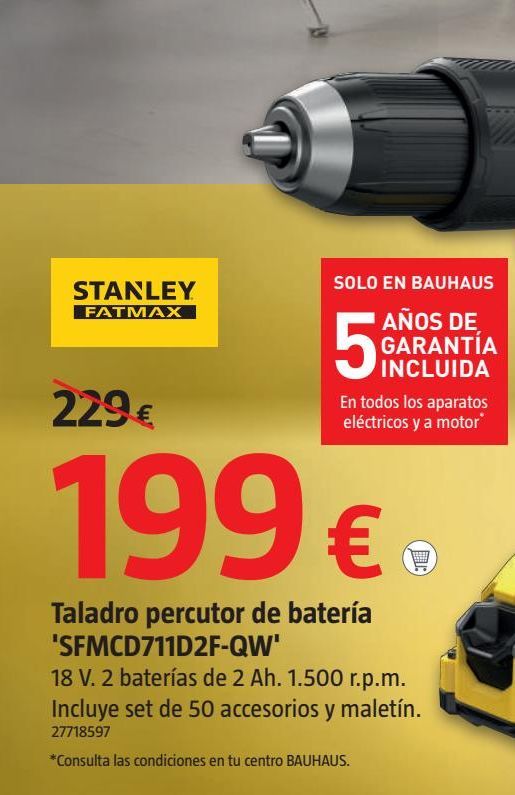 STANLEY
FATMAX
SOLO EN BAUHAUS
5 AÑOS DE
GARANTÍA
INCLUIDA
En todos los aparatos
eléctricos y a motor*
229 €
199 €
Taladro percutor de batería
'SFMCD711D2F-QW'
18 V. 2 baterías de 2 Ah. 1.500 r.p.m.
Incluye set de 50 accesorios y maletín.
27718597
*Consulta las condiciones en tu centro BAUHAUS.